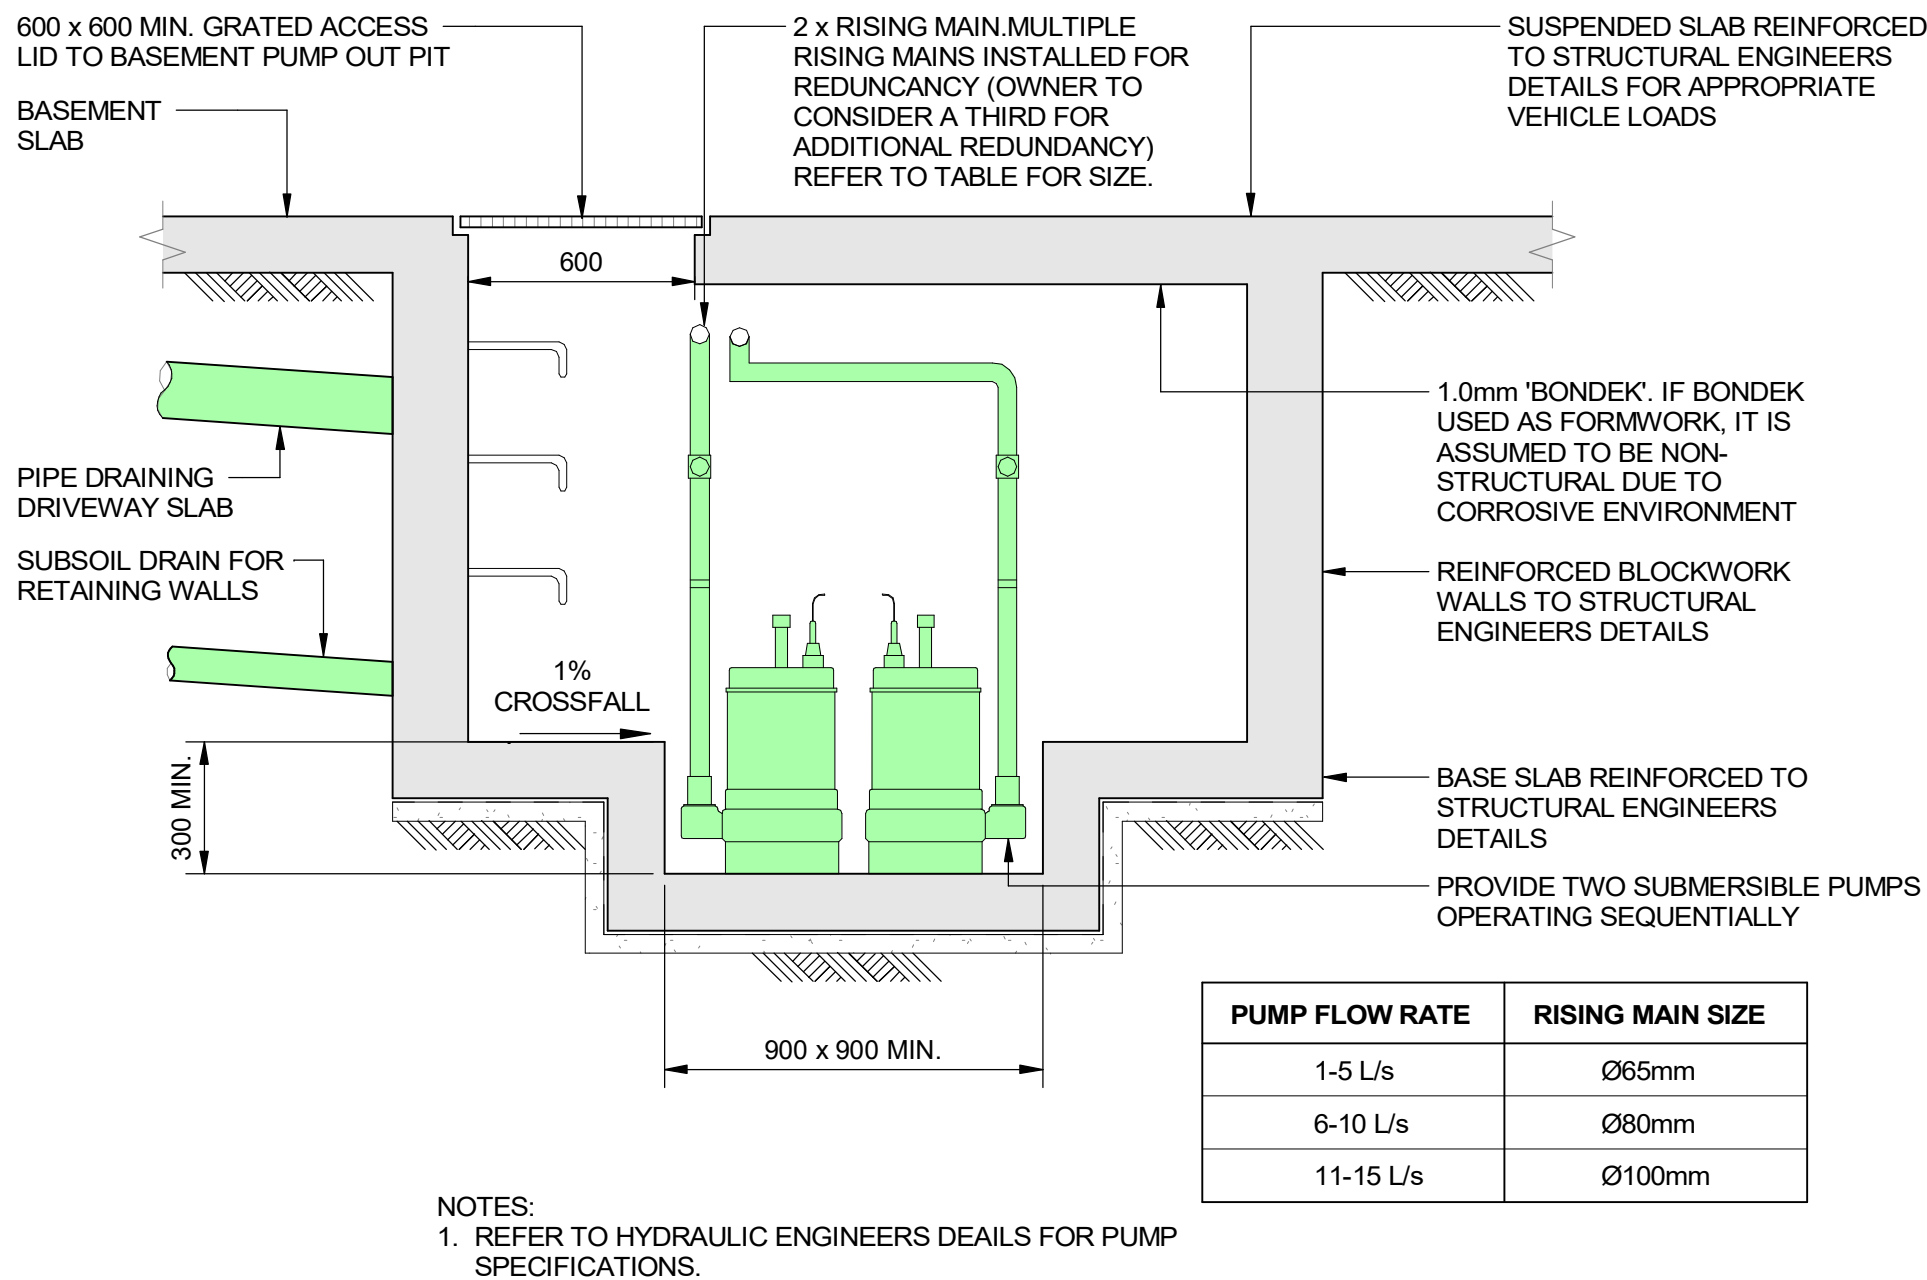 600 x 600 MIN. GRATED ACCESS
LID TO BASEMENT PUMP OUT PIT
BASEMENT
SLAB
2 x RISING MAIN.MULTIPLE
RISING MAINS INSTALLED FOR
REDUNCANCY (OWNER TO
CONSIDER A THIRD FOR
ADDITIONAL REDUNDANCY)
REFER TO TABLE FOR SIZE.
SUSPENDED SLAB REINFORCED
TO STRUCTURAL ENGINEERS
DETAILS FOR APPROPRIATE
VEHICLE LOADS
600
PIPE DRAINING
DRIVEWAY SLAB
SUBSOIL DRAIN FOR
RETAINING WALLS
1%
CROSSFALL
300 MIN.
1.0mm 'BONDEK'. IF BONDEK
USED AS FORMWORK, IT IS
ASSUMED TO BE NON-
STRUCTURAL DUE TO
CORROSIVE ENVIRONMENT
REINFORCED BLOCKWORK
WALLS TO STRUCTURAL
ENGINEERS DETAILS
BASE SLAB REINFORCED TO
STRUCTURAL ENGINEERS
DETAILS
PROVIDE TWO SUBMERSIBLE PUMPS
OPERATING SEQUENTIALLY
900 x 900 MIN.
PUMP FLOW RATE RISING MAIN SIZE
1-5 L/s Ø65mm
6-10 L/s Ø80mm
11-15 L/s Ø100mm
NOTES:
1. REFER TO HYDRAULIC ENGINEERS DEAILS FOR PUMP
SPECIFICATIONS.